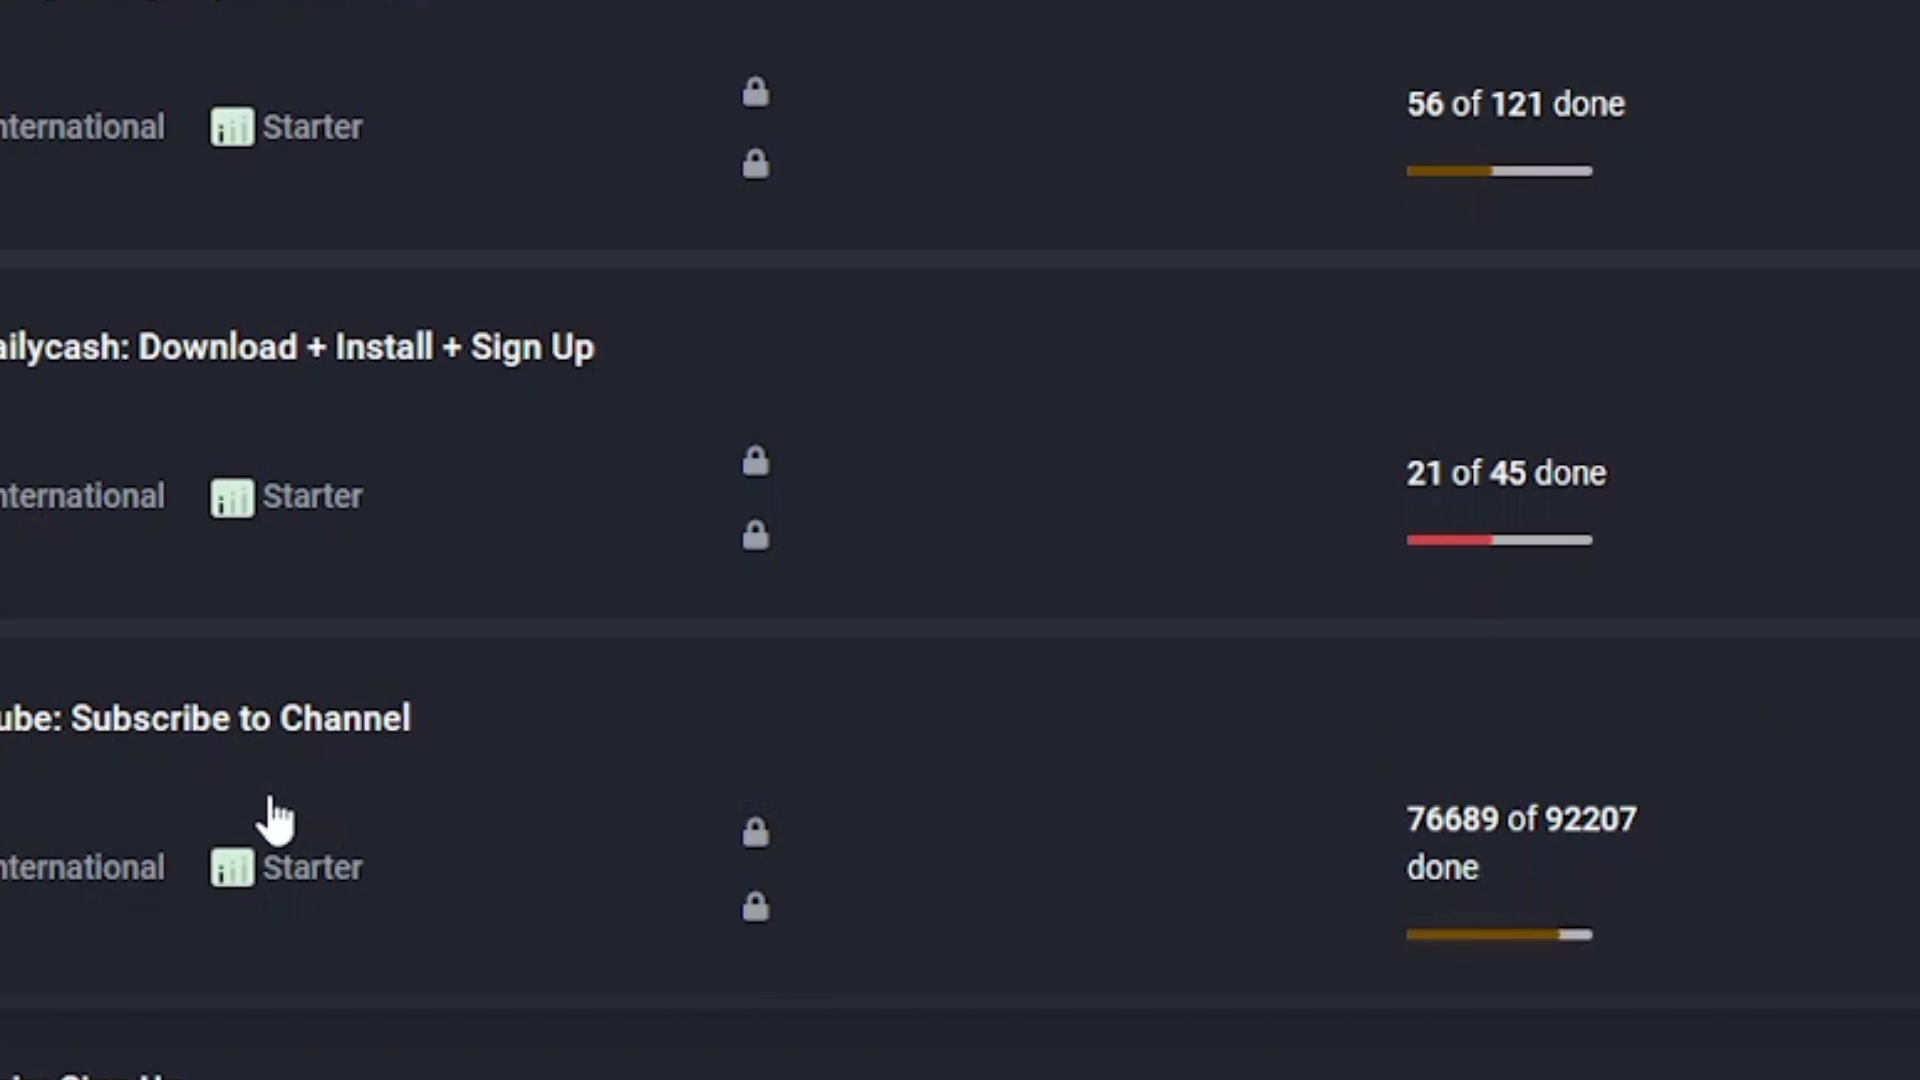 nternational Starter 56 of 121 done
ailycash: Download + Install + Sign Up
nternational Starter 21 of 45 done
ube: Subscribe to Channel
nternational Starter 76689 of 92207
done